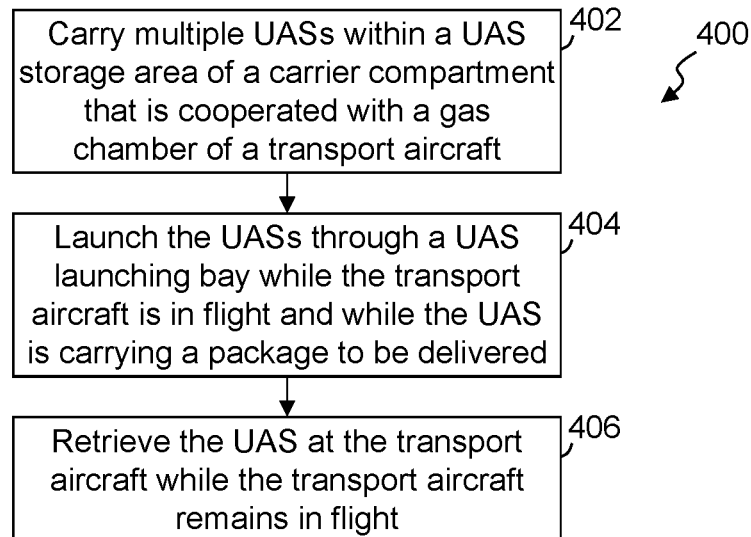 Carry multiple UASs within a UAS
storage area of a carrier compartment
that is cooperated with a gas
chamber of a transport aircraft
402
400
Launch the UASs through a UAS
launching bay while the transport
aircraft is in flight and while the UAS
is carrying a package to be delivered
404
Retrieve the UAS at the transport
aircraft while the transport aircraft
remains in flight
406